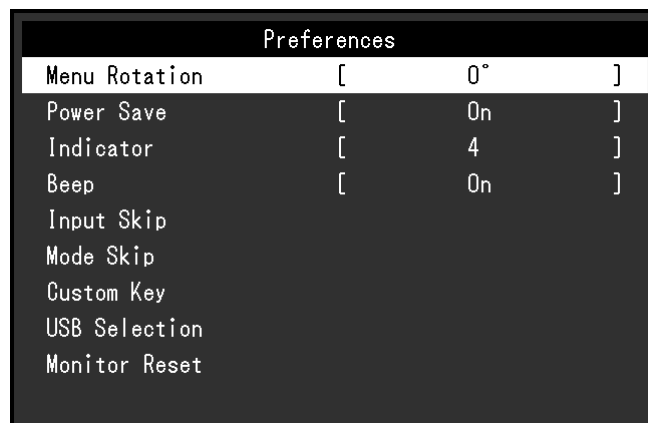 Preferences
Menu Rotation [ 0° ]
Power Save [ On ]
Indicator [ 4 ]
Beep [ On ]
Input Skip
Mode Skip
Custom Key
USB Selection
Monitor Reset